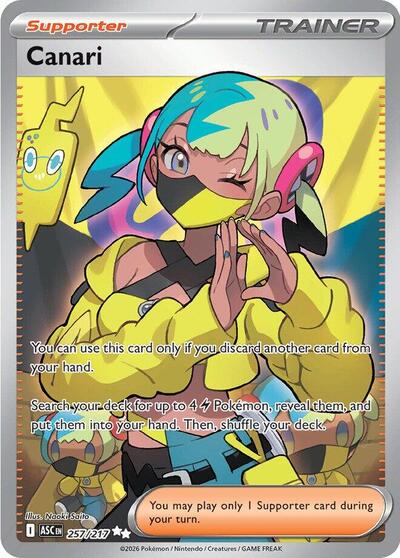 Supporter
TRAINER
Canari
You can use this card only if you discard another card from
your hand.
Search your deck for up to 4 Pokémon, reveal them, and
put them into your hand. Then, shuffle your deck.
Illus. Naoki Saito
I ASC EN 257/217
You may play only 1 Supporter card during
your turn.
©2026 Pokémon / Nintendo / Creatures / GAME FREAK